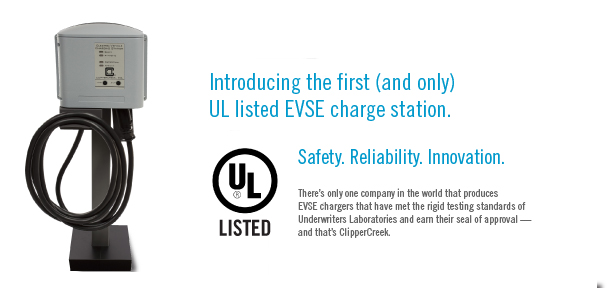 Introducing the first (and only)
UL listed EVSE charge station.
Safety. Reliability. Innovation.
UL
®
LISTED
There's only one company in the world that produces
EVSE chargers that have met the rigid testing standards of
Underwriters Laboratories and earn their seal of approval —
and that's ClipperCreek.